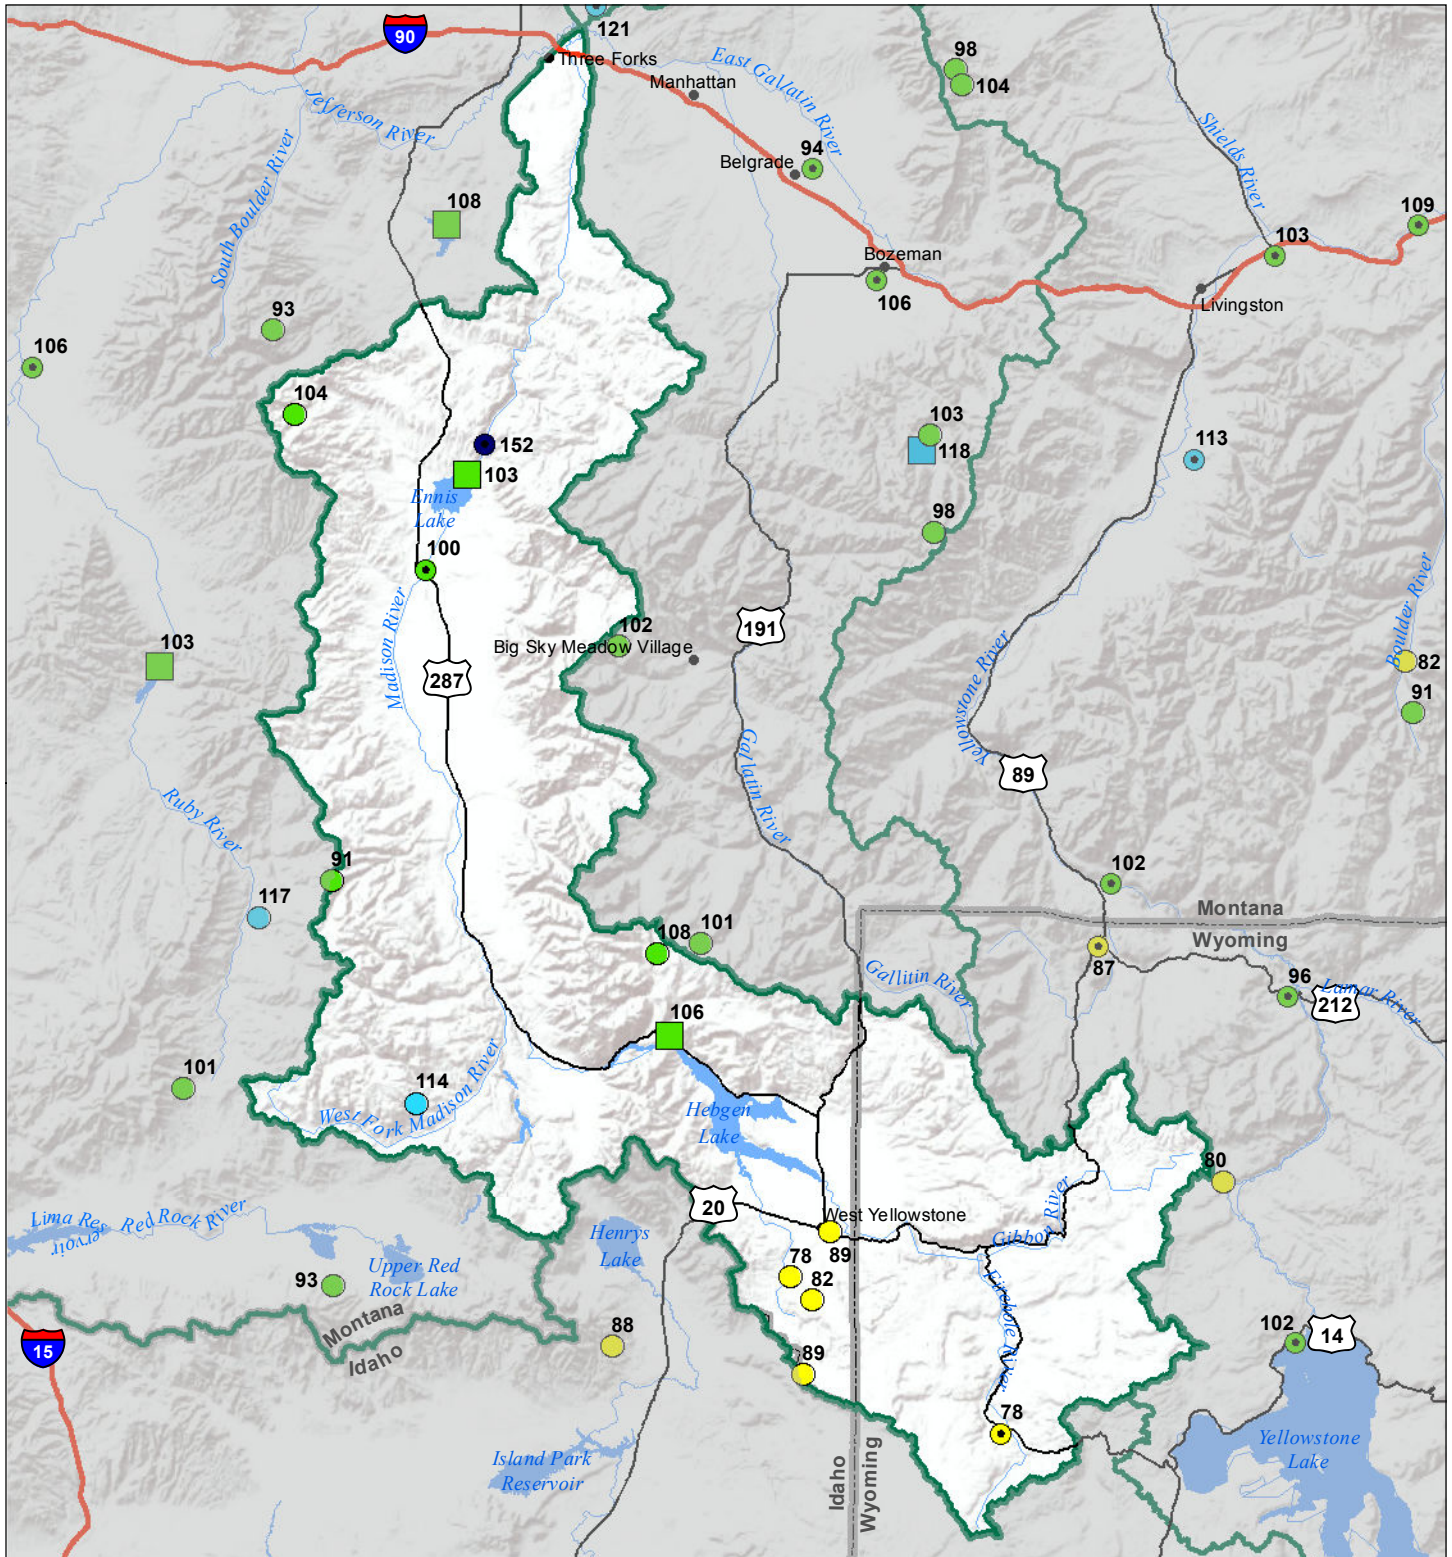 121
90
Three Forks
98
104
Manhattan
East Gallatin River
Jefferson River
Shields River
South Boulder River
94
Belgrade
108
109
103
Bozeman
106
Livingston
93
106
104
103
118
152
103
113
Ennis
Lake
98
100
Madison River
Boulder River
191
102
Big Sky Meadow Village
103
287
82
Yellowstone River
91
Gallatin River
89
Ruby River
91
102
117
Montana
Wyoming
108
101
87
Gallitin River
96
Lamar River
212
106
101
114
West Fork Madison River
Hebgen
Lake
80
20
Lima Res
ervoir
Red Rock River
Henrys
Lake
West Yellowstone
89
Gibbon River
Upper Red
Rock Lake
93
78
82
Firehole River
Montana
Idaho
15
88
89
102
14
78
Yellowstone
Lake
Island Park
Reservoir
Idaho
Wyoming